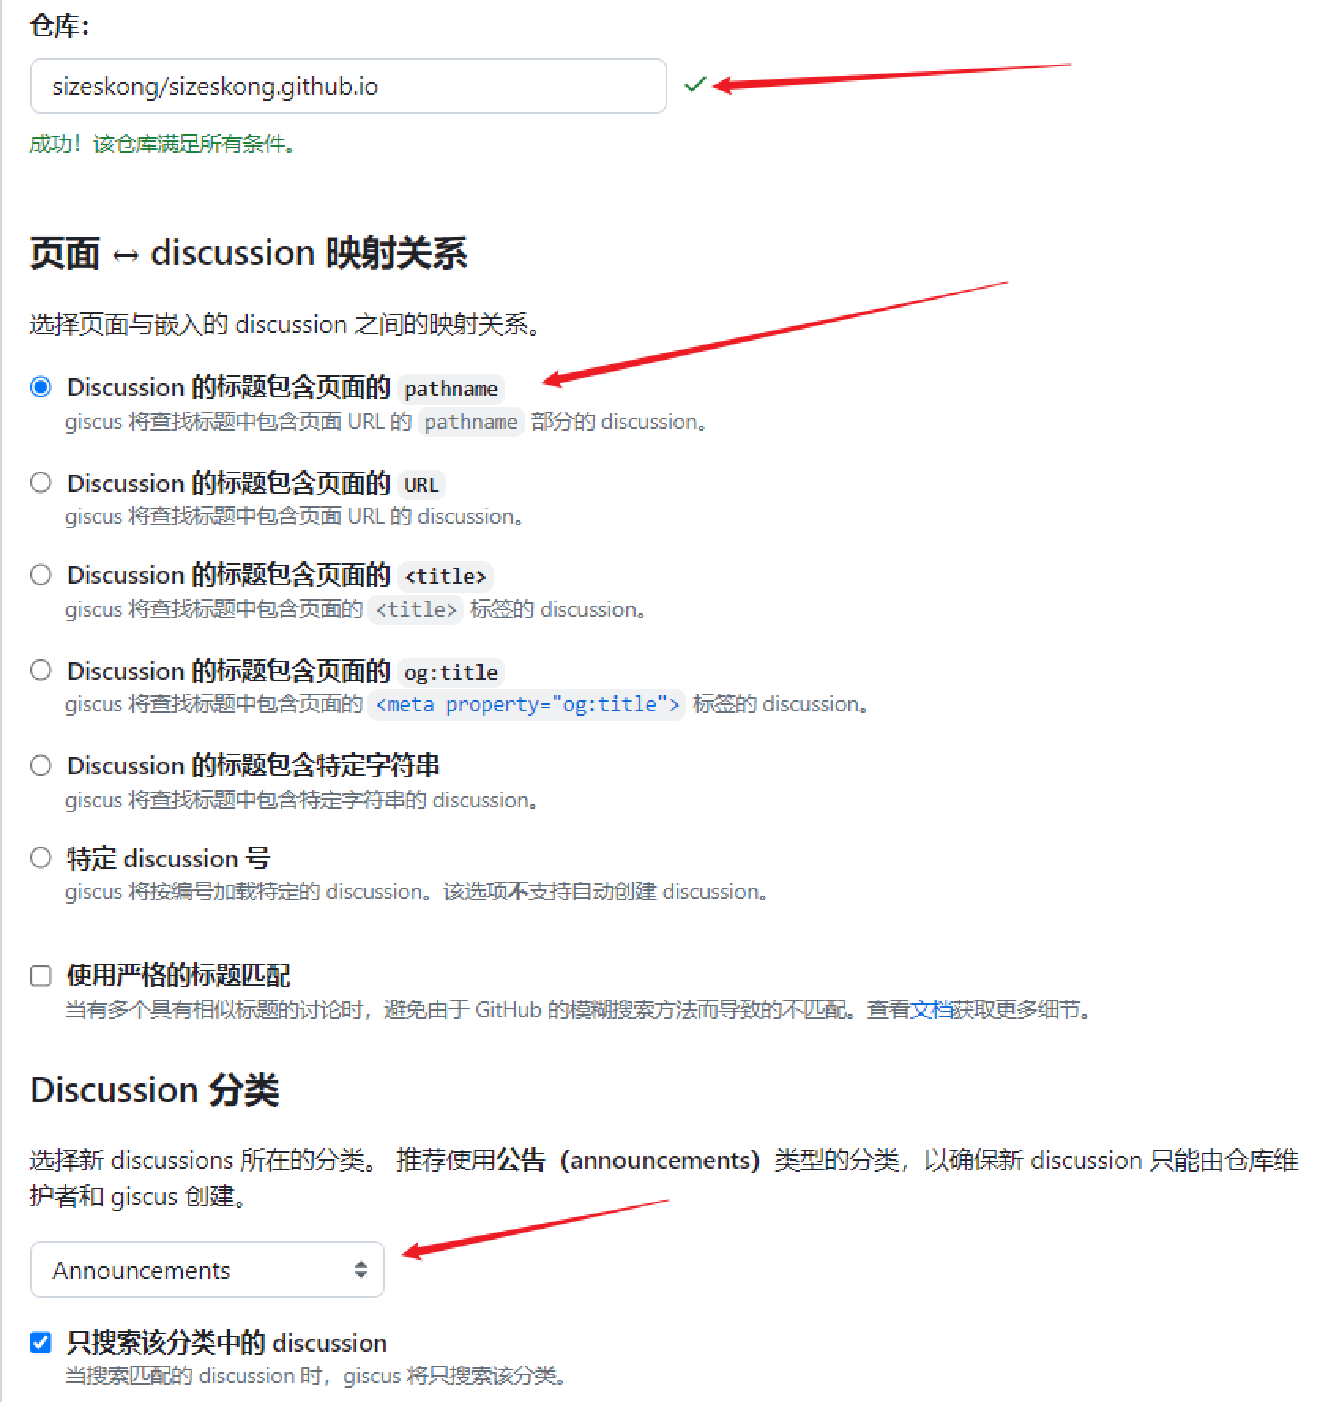 仓库：
sizeskong/sizeskong.github.io
成功！该仓库满足所有条件。
页面 ↔ discussion 映射关系
选择页面与嵌入的 discussion 之间的映射关系。
Discussion 的标题包含页面的 pathname
giscus 将查找标题中包含页面 URL 的 pathname 部分的 discussion。
Discussion 的标题包含页面的 URL
giscus 将查找标题中包含页面 URL 的 discussion。
Discussion 的标题包含页面的 <title>
giscus 将查找标题中包含页面的 <title> 标签的 discussion。
Discussion 的标题包含页面的 og:title
giscus 将查找标题中包含页面的 <meta property="og:title"> 标签的 discussion。
Discussion 的标题包含特定字符串
giscus 将查找标题中包含特定字符串的 discussion。
特定 discussion 号
giscus 将按编号加载特定的 discussion。该选项不支持自动创建 discussion。
使用严格的标题匹配
当有多个具有相似标题的讨论时，避免由于 GitHub 的模糊搜索方法而导致的不匹配。查看文档获取更多细节。
Discussion 分类
选择新 discussions 所在的分类。 推荐使用公告（announcements）类型的分类，以确保新 discussion 只能由仓库维
护者和 giscus 创建。
Announcements
只搜索该分类中的 discussion
当搜索匹配的 discussion 时，giscus 将只搜索该分类。